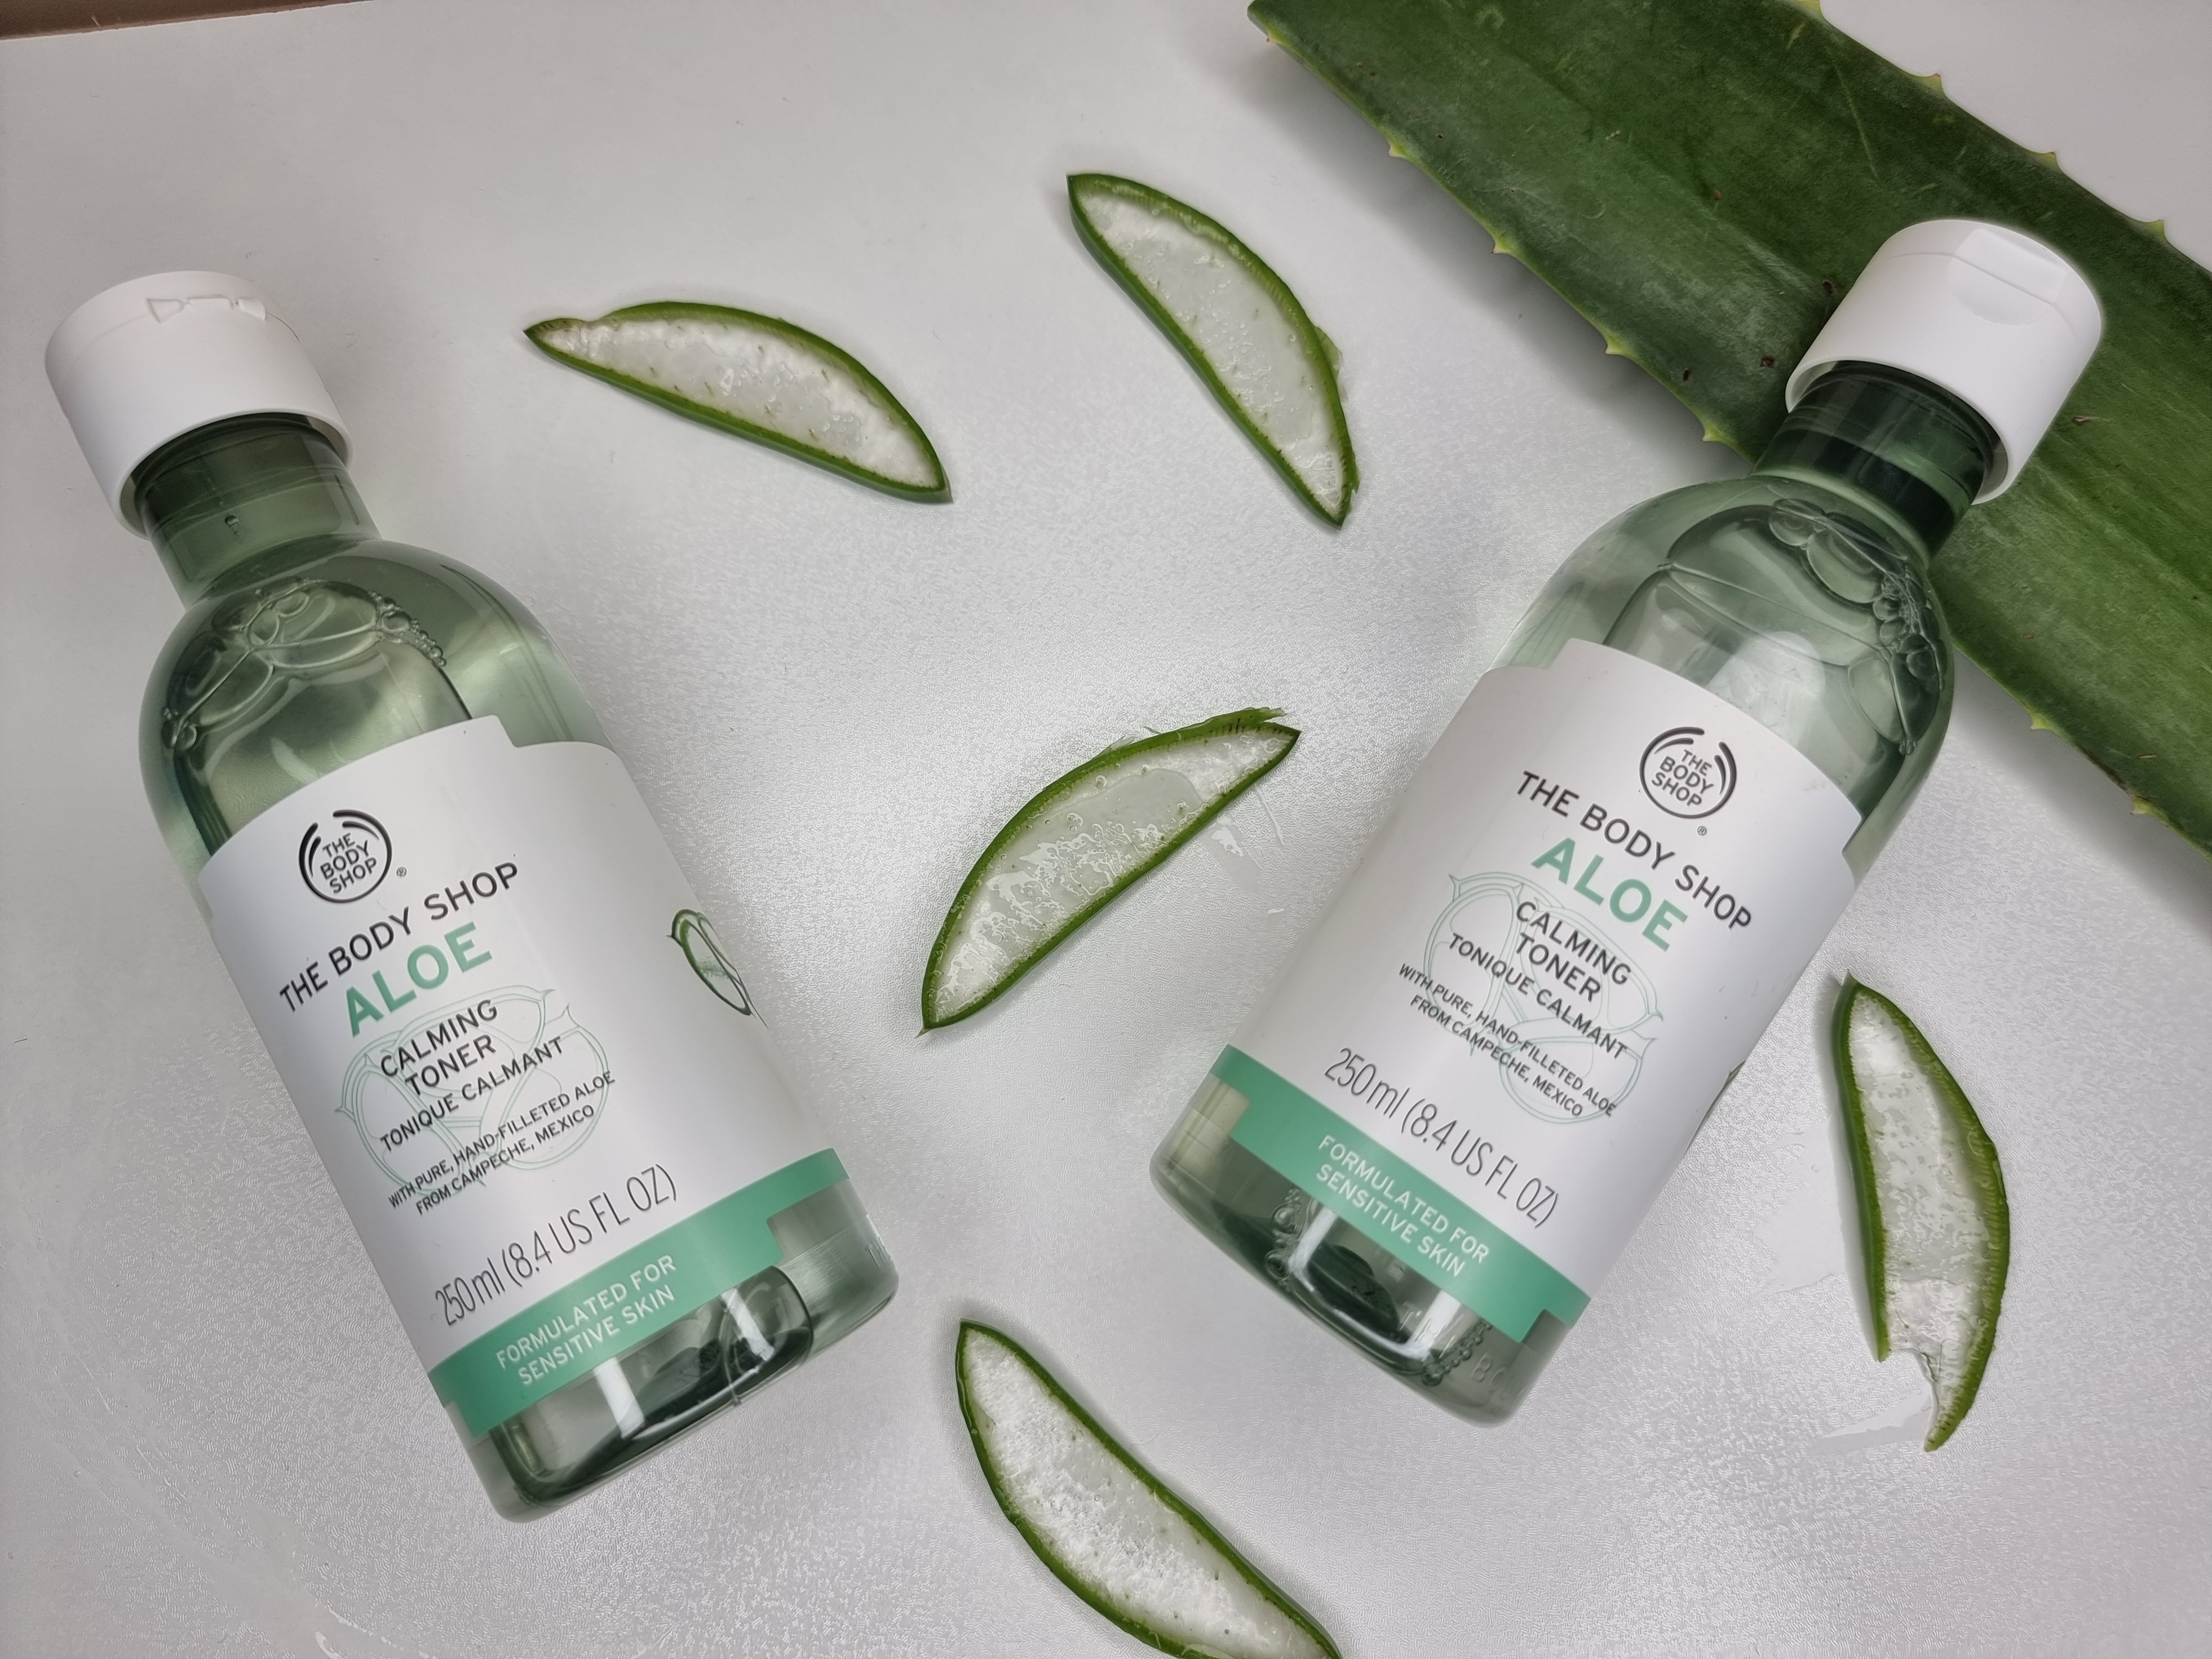 THE
BODY
SHOP
®
THE BODY SHOP
ALOE
CALMING
TONER
TONIQUE CALMANT
WITH PURE, HAND-FILLETED ALOE
FROM CAMPECHE, MEXICO
250ml (8.4 US FL OZ)
FORMULATED FOR
SENSITIVE SKIN
THE
BODY
SHOP
®
THE BODY SHOP
ALOE
CALMING
TONER
TONIQUE CALMANT
WITH PURE, HAND-FILLETED ALOE
FROM CAMPECHE, MEXICO
250ml (8.4 US FL OZ)
FORMULATED FOR
SENSITIVE SKIN